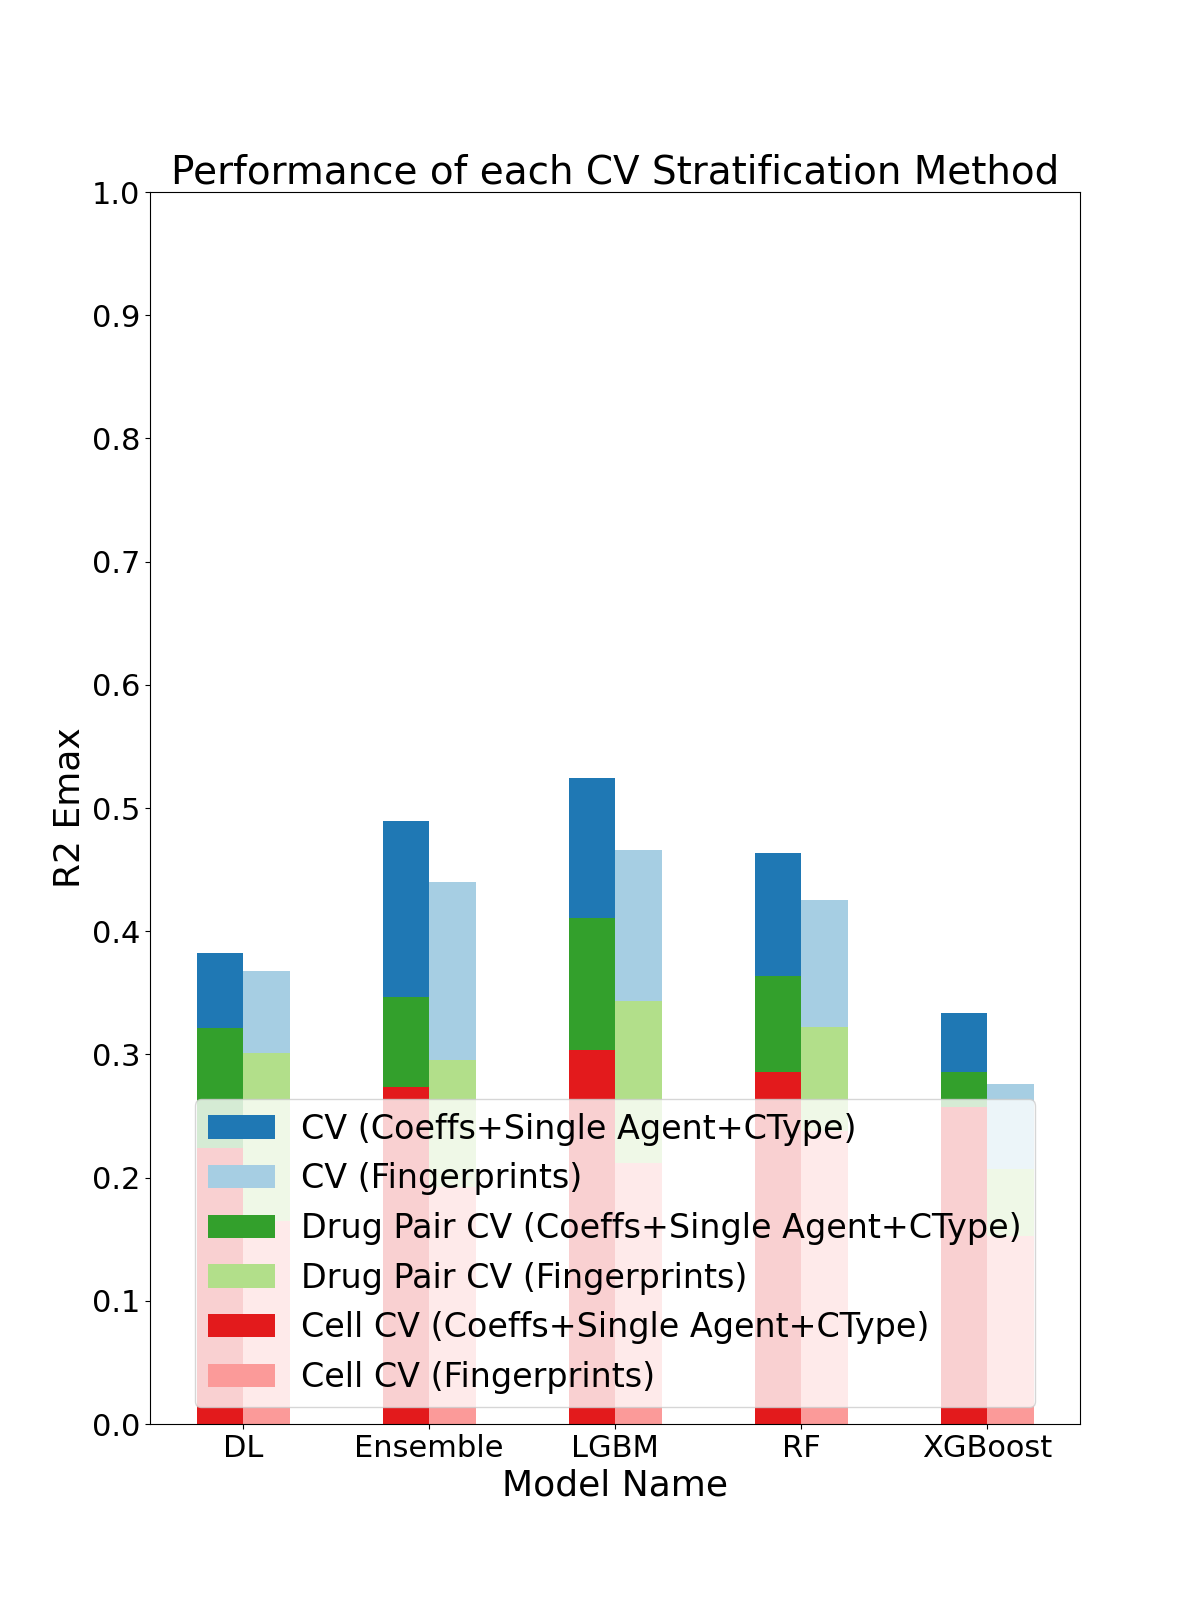 Performance of each CV Stratification Method
1.0
0.9
0.8
0.7
0.6
0.5
0.4
0.3
0.2
0.1
0.0
R2 Emax
CV (Coeffs+Single Agent+CType)
CV (Fingerprints)
Drug Pair CV (Coeffs+Single Agent+CType)
Drug Pair CV (Fingerprints)
Cell CV (Coeffs+Single Agent+CType)
Cell CV (Fingerprints)
DL Ensemble LGBM RF XGBoost
Model Name